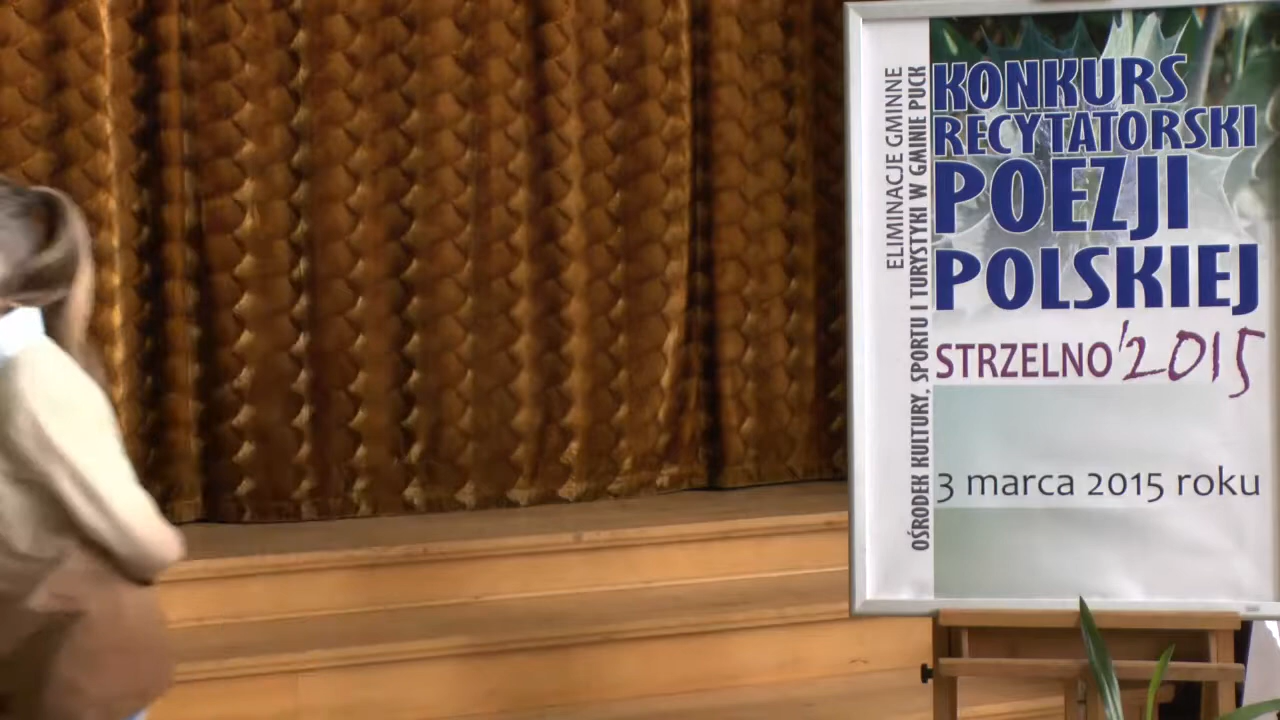 ELIMINACJE GMINNE
OŚRODEK KULTURY, SPORTU I TURYSTYKI W GMINIE PUCK
KONKURS
RECYTATORSKI
POEZJI
POLSKIEJ
STRZELNO'2015
3 marca 2015 roku